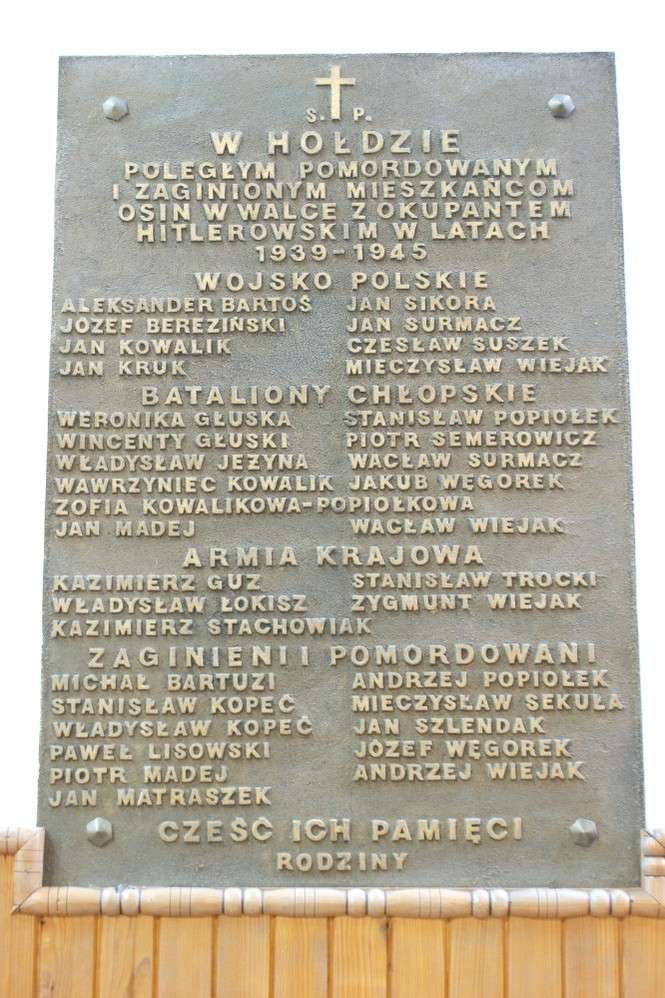 S. P.
W HOŁDZIE
POLEGŁYM POMORDOWANYM
I ZAGINIONYM MIESZKAŃCOM
OSIN W WALCE Z OKUPANTEM
HITLEROWSKIM W LATACH
1939-1945
WOJSKO POLSKIE
ALEKSANDER BARTOŚ JAN SIKORA
JÓZEF BEREZIŃSKI JAN SURMACZ
JAN KOWALIK CZESŁAW SUSZEK
JAN KRUK MIECZYSŁAW WIEJAK
BATALIONY CHŁOPSKIE
WERONIKA GŁUSKA STANISŁAW POPIOŁEK
WINCENTY GŁUSKI PIOTR SEMEROWICZ
WŁADYSŁAW JEŻYNA WACŁAW SURMACZ
WAWRZYNIEC KOWALIK JAKUB WĘGOREK
ZOFIA KOWALIKOWA-POPIOŁKOWA
JAN MADEJ WACŁAW WIEJAK
ARMIA KRAJOWA
KAZIMIERZ GUZ STANISŁAW TROCKI
WŁADYSŁAW ŁOKISZ ZYGMUNT WIEJAK
KAZIMIERZ STACHOWIAK
ZAGINIENI I POMORDOWANI
MICHAŁ BARTUZI ANDRZEJ POPIOŁEK
STANISŁAW KOPEĆ MIECZYSŁAW SEKUŁA
WŁADYSŁAW KOPEĆ JAN SZLENDAK
PAWEŁ LISOWSKI JÓZEF WĘGOREK
PIOTR MADEJ ANDRZEJ WIEJAK
JAN MATRASZEK
CZEŚĆ ICH PAMIĘCI
RODZINY